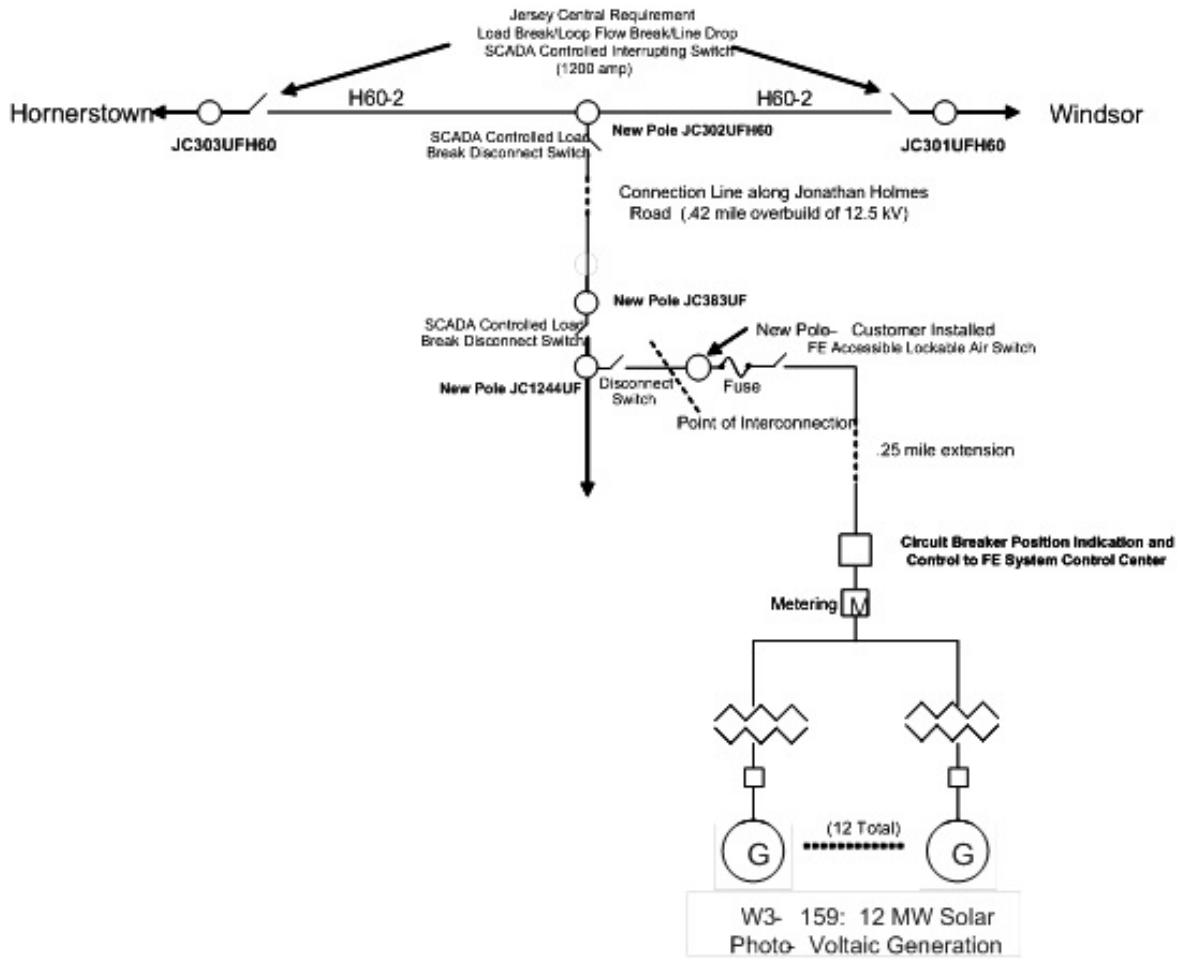 Jersey Central Requirement
Load Break/Loop Flow Break/Line Drop
SCADA Controlled Interrupting Switch
(1200 amp)
Hornerstown
H60-2
H60-2
Windsor
JC303UFH60
New Pole JC302UFH60
JC301UFH60
SCADA Controlled Load
Break Disconnect Switch
Connection Line along Jonathan Holmes
Road (.42 mile overbuild of 12.5 kV)
New Pole JC383UF
SCADA Controlled Load
Break Disconnect Switch
New Pole- Customer Installed
FE Accessible Lockable Air Switch
New Pole JC1244UF
Disconnect
Switch
Fuse
Point of Interconnection
.25 mile extension
Circuit Breaker Position Indication and
Control to FE System Control Center
Metering
M
(12 Total)
G
G
W3- 159: 12 MW Solar
Photo- Voltaic Generation